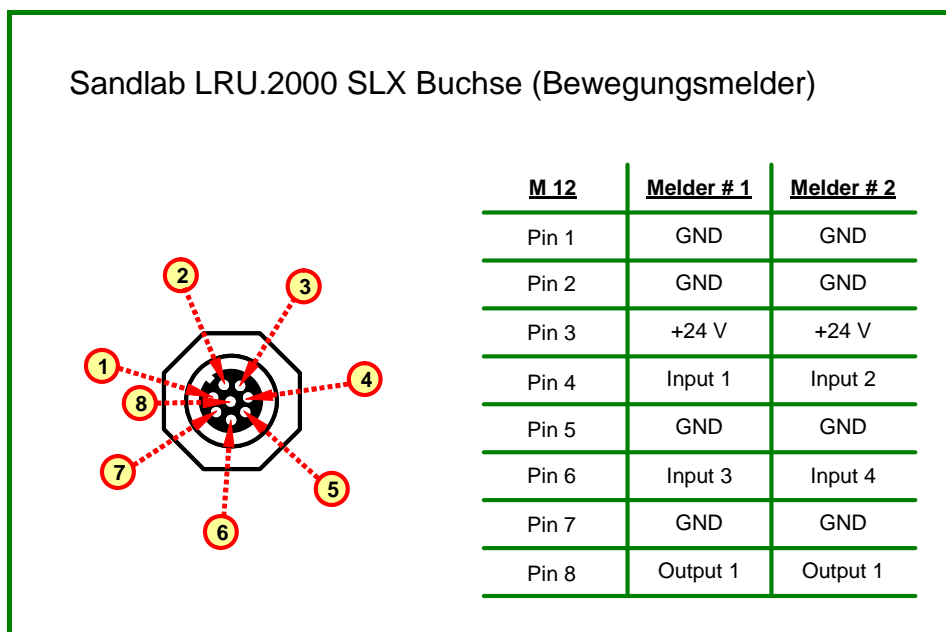 Sandlab LRU.2000 SLX Buchse (Bewegungsmelder)
M 12 Melder # 1 Melder # 2
Pin 1 GND GND
Pin 2 GND GND
Pin 3 +24 V +24 V
Pin 4 Input 1 Input 2
Pin 5 GND GND
Pin 6 Input 3 Input 4
Pin 7 GND GND
Pin 8 Output 1 Output 1
2
3
1
4
8
7
5
6